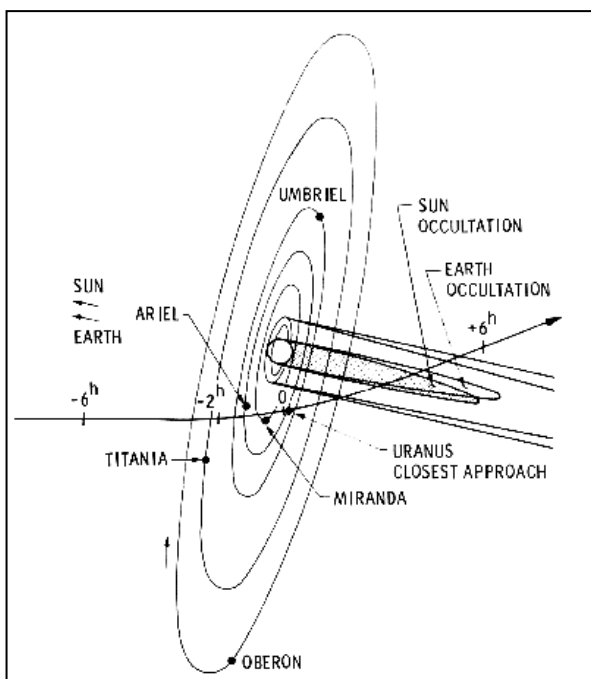 UMBRIEL
SUN
OCCULTATION
EARTH
OCCULTATION
SUN
EARTH
ARIEL
+6h
-6h
-2h
0
TITANIA
URANUS
CLOSEST APPROACH
MIRANDA
OBERON